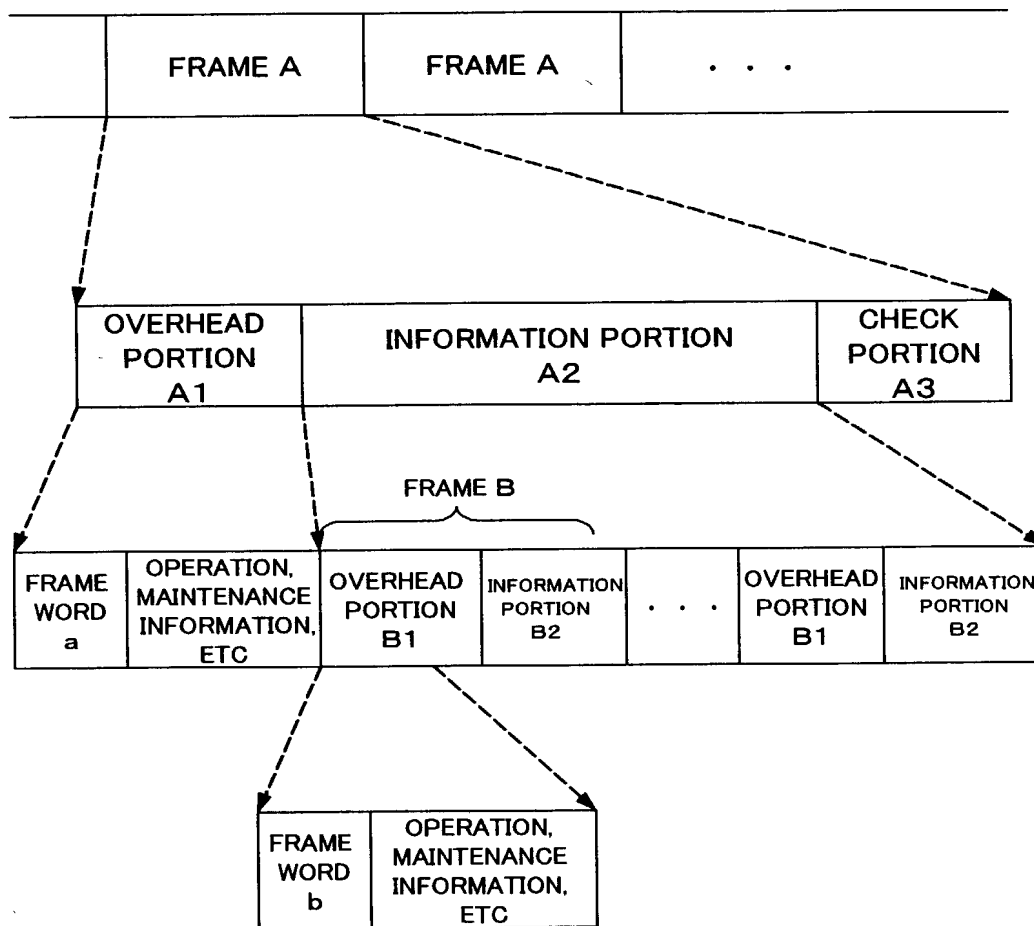 FRAME A
FRAME A
. . .
OVERHEAD
PORTION
A1
INFORMATION PORTION
A2
CHECK
PORTION
A3
FRAME B
FRAME
WORD
a
OPERATION,
MAINTENANCE
INFORMATION,
ETC
OVERHEAD
PORTION
B1
INFORMATION
PORTION
B2
. . .
OVERHEAD
PORTION
B1
INFORMATION
PORTION
B2
FRAME
WORD
b
OPERATION,
MAINTENANCE
INFORMATION,
ETC